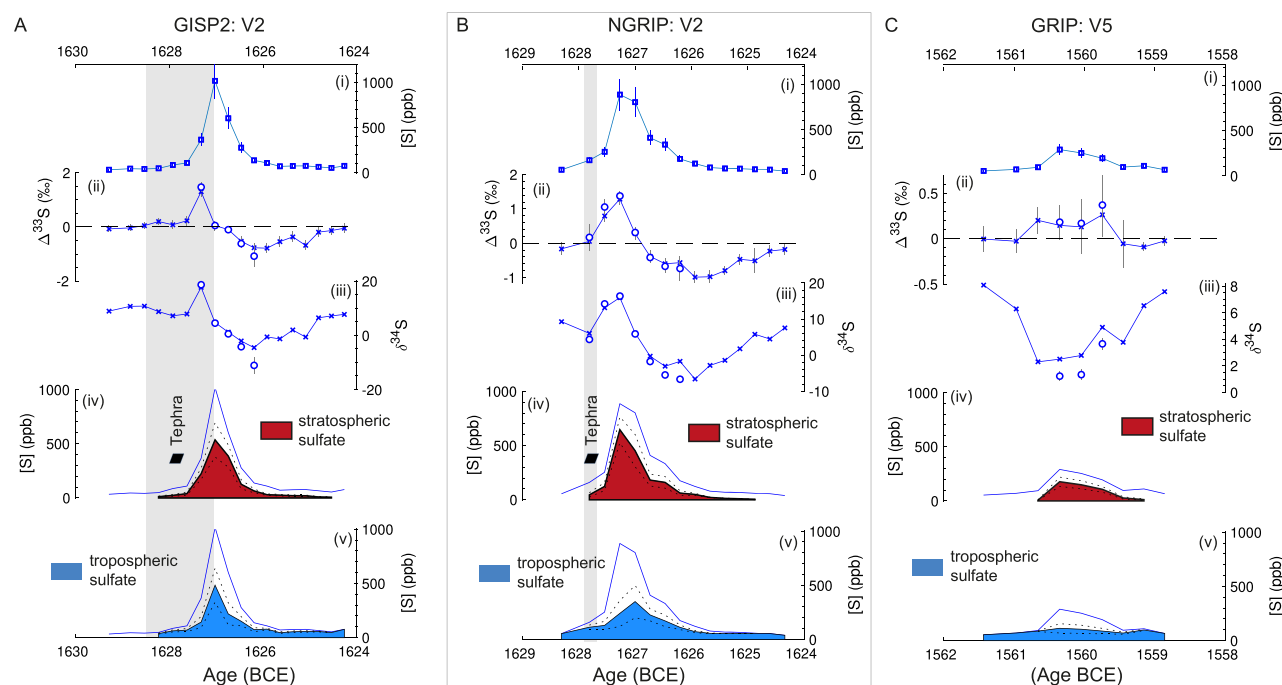 A
GISP2: V2
1630
1628
1626
1624
(i)
1000
500
0
[S] (ppb)
2
0
-2
Δ33S (‰)
(ii)
(iii)
20
0
-20
δ34S
(iv)
1000
500
0
[S] (ppb)
Tephra
stratospheric
sulfate
(v)
1000
500
0
[S] (ppb)
tropospheric
sulfate
1630
1628
1626
1624
Age (BCE)
B
NGRIP: V2
1629
1628
1627
1626
1625
1624
(i)
1000
500
0
[S] (ppb)
2
1
0
-1
Δ33S (‰)
(ii)
(iii)
20
10
0
-10
δ34S
(iv)
1000
500
0
[S] (ppb)
Tephra
stratospheric
sulfate
(v)
1000
500
0
[S] (ppb)
tropospheric
sulfate
1629
1628
1627
1626
1625
1624
Age (BCE)
C
GRIP: V5
1562
1561
1560
1559
1558
(i)
1000
500
0
[S] (ppb)
0.5
0
-0.5
Δ33S (‰)
(ii)
(iii)
8
6
4
2
0
δ34S
(iv)
1000
500
0
[S] (ppb)
stratospheric
sulfate
(v)
1000
500
0
[S] (ppb)
tropospheric
sulfate
1562
1561
1560
1559
1558
(Age BCE)